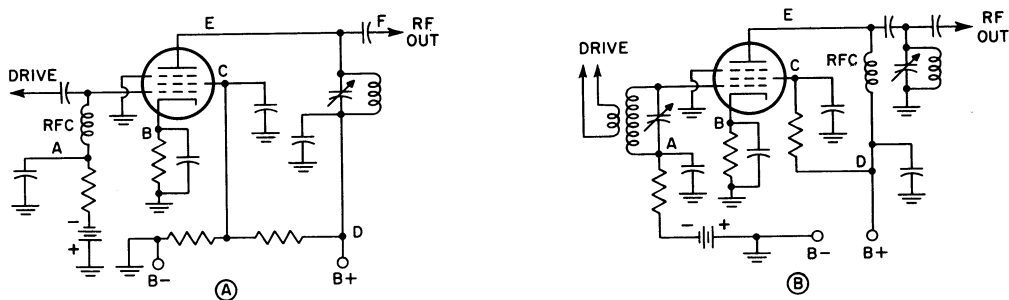 E
F
RF
OUT
DRIVE
C
RFC
B
A
-
+
D
B-
B+
A
E
RF
OUT
DRIVE
RFC
C
B
A
D
- +
B-
B+
B